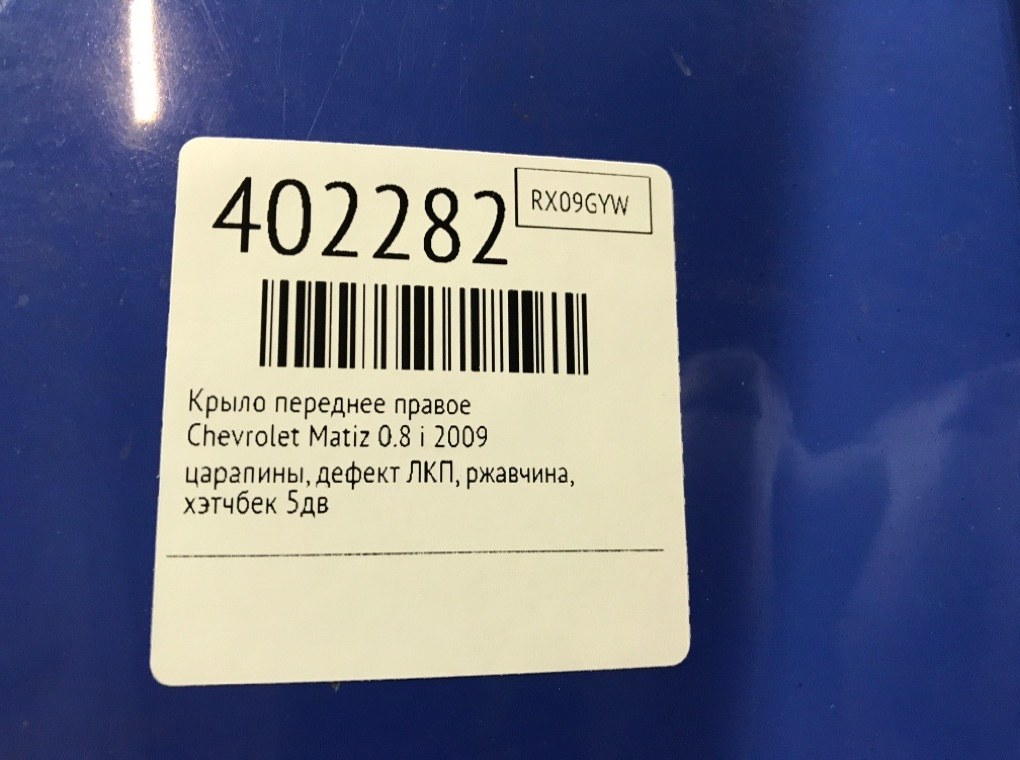 402282
RX09GYW
Крыло переднее правое
Chevrolet Matiz 0.8 i 2009
царапины, дефект ЛКП, ржавчина,
хэтчбек 5дв